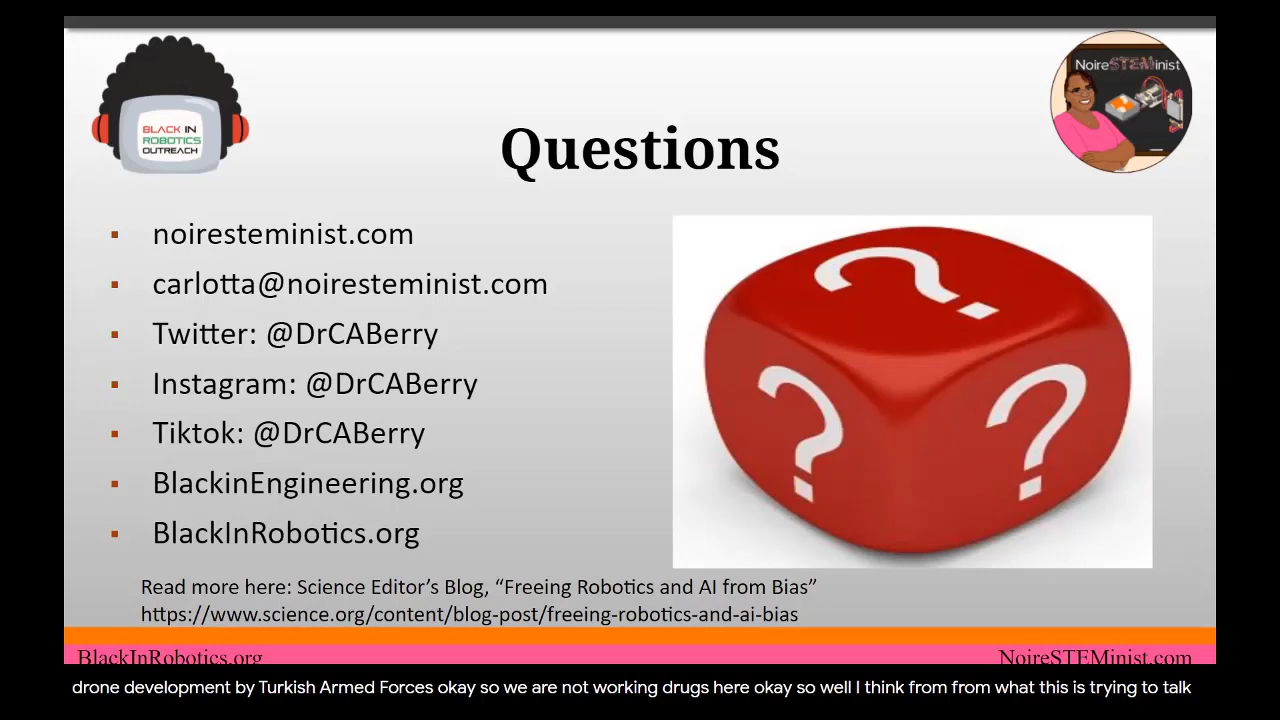 BLACK IN
ROBOTICS
OUTREACH
NoireSTEMinist
Questions
noiresteminist.com
carlotta@noiresteminist.com
Twitter: @DrCABerry
Instagram: @DrCABerry
Tiktok: @DrCABerry
BlackinEngineering.org
BlackInRobotics.org
?
?
?
Read more here: Science Editor’s Blog, “Freeing Robotics and AI from Bias”
https://www.science.org/content/blog-post/freeing-robotics-and-ai-bias
BlackInRobotics.org
NoireSTEMinist.com
drone development by Turkish Armed Forces okay so we are not working drugs here okay so well I think from from what this is trying to talk